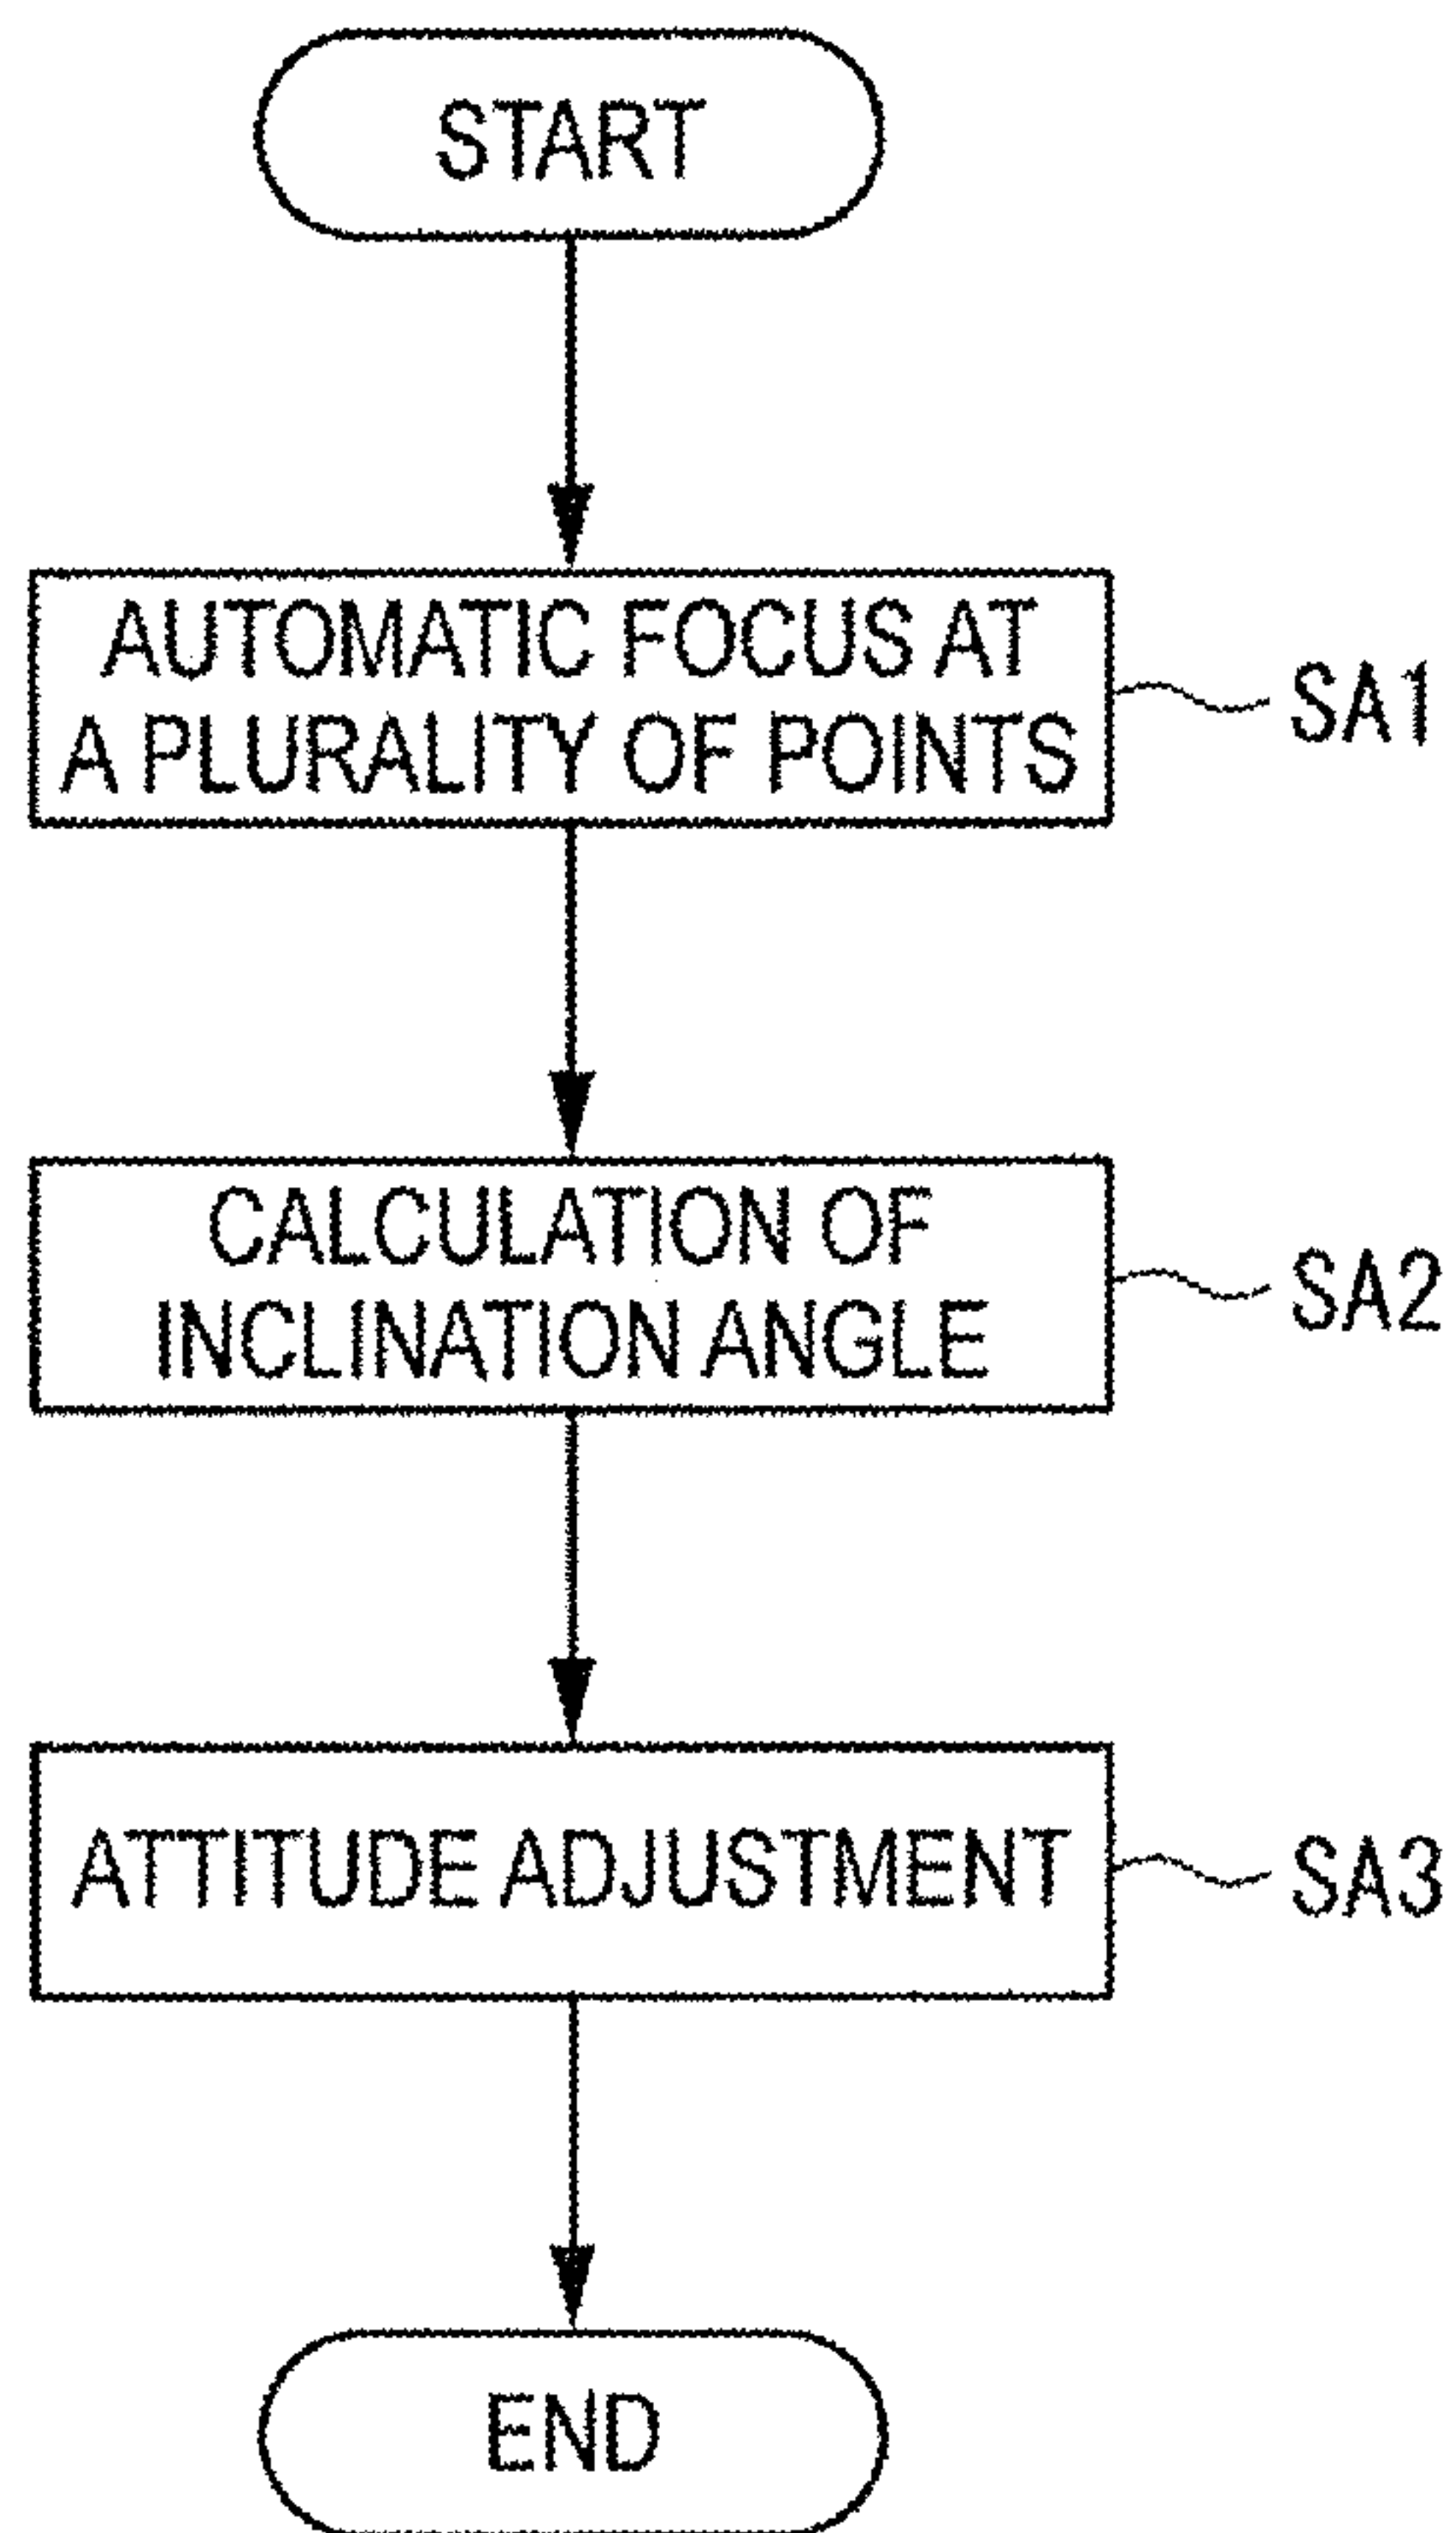 START
AUTOMATIC FOCUS AT
A PLURALITY OF POINTS
SA1
CALCULATION OF
INCLINATION ANGLE
SA2
ATTITUDE ADJUSTMENT
SA3
END